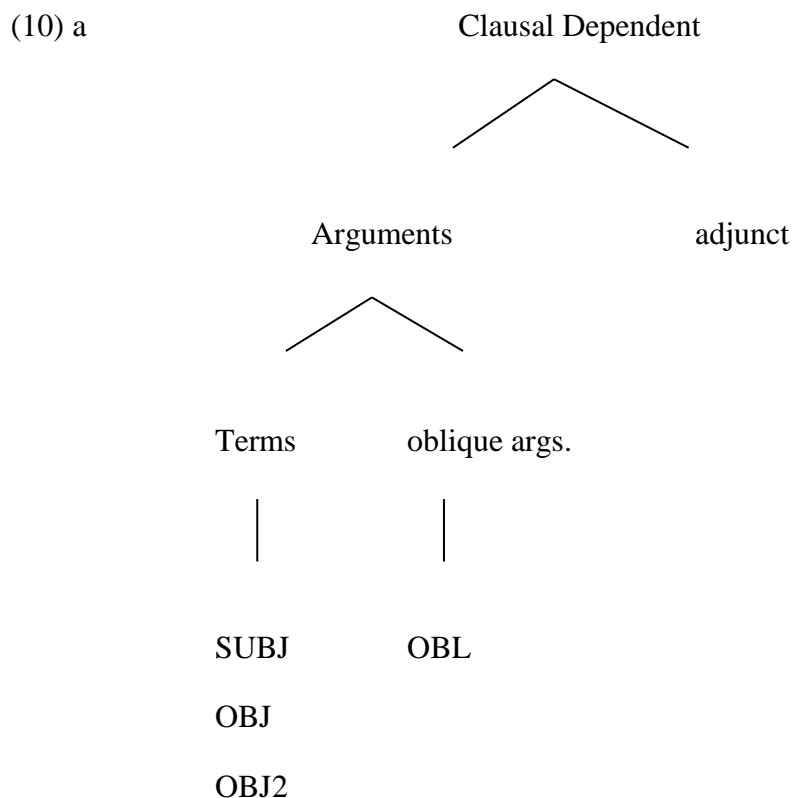 (10) a Clausal Dependent
Arguments adjunct
Terms oblique args.
SUBJ OBL
OBJ
OBJ2